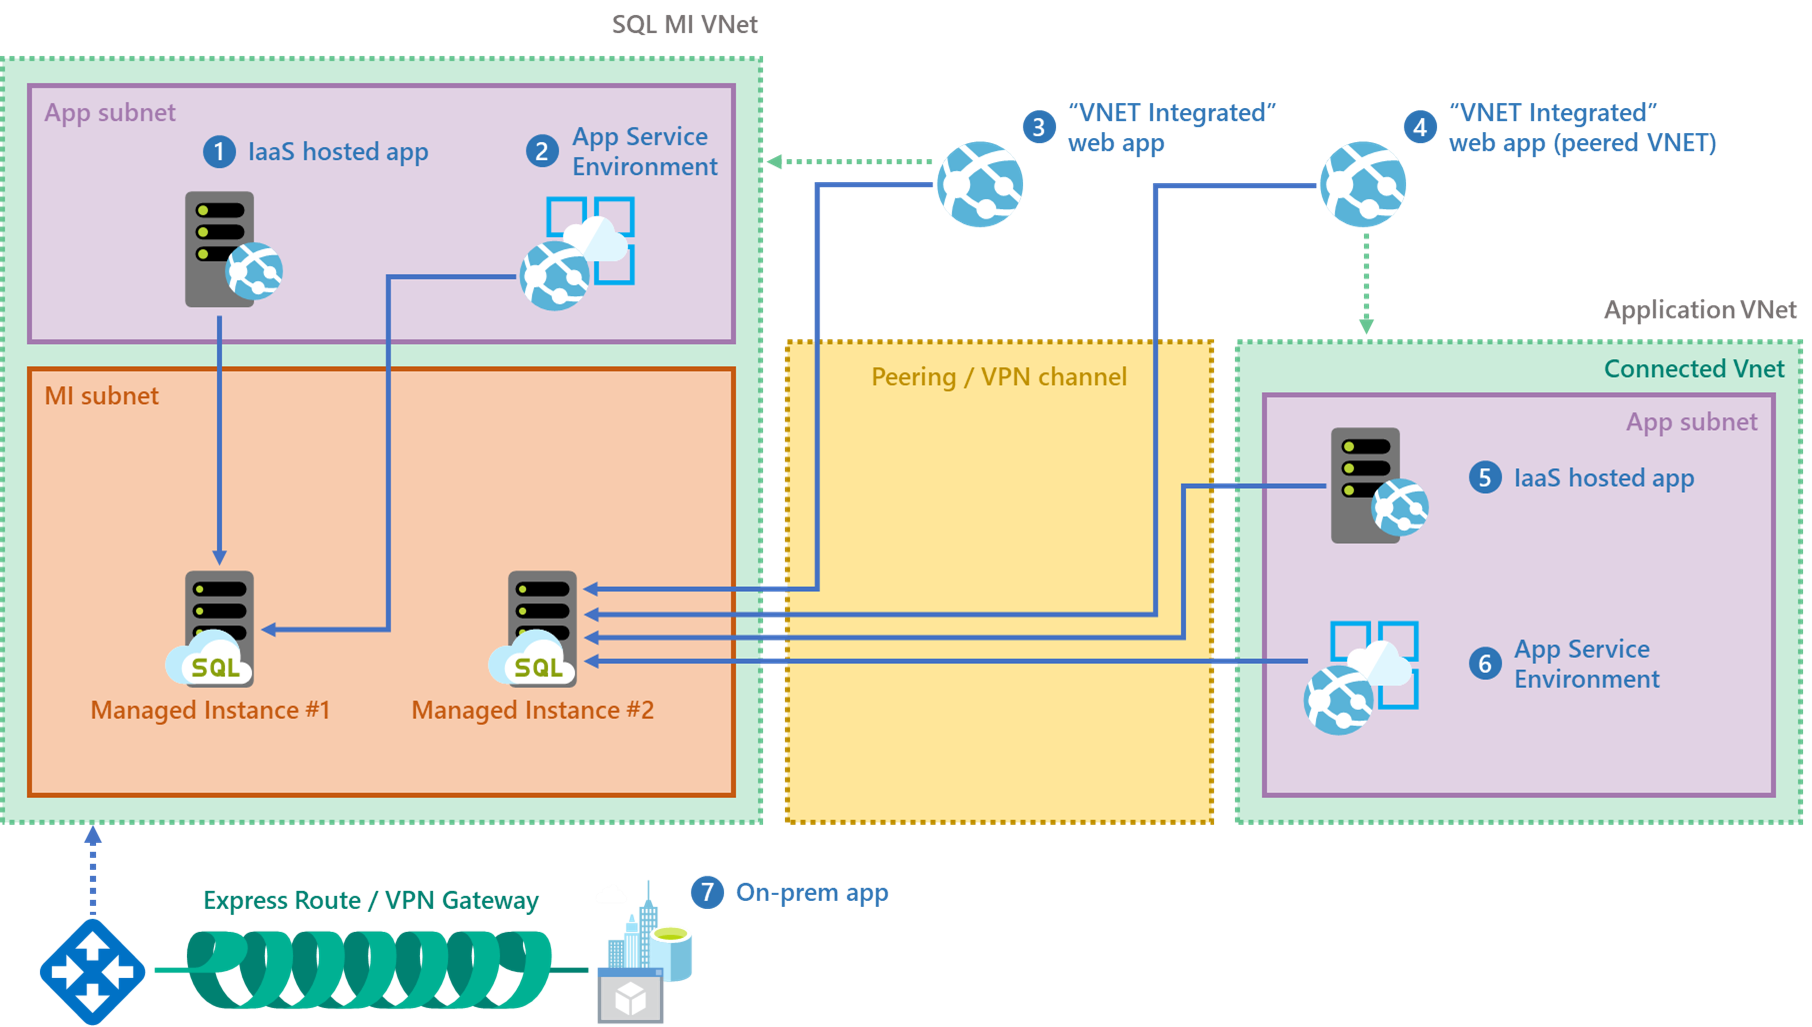 SQL MI VNet
App subnet
1 IaaS hosted app
2 App Service
Environment
3 “VNET Integrated”
web app
4 “VNET Integrated”
web app (peered VNET)
Application VNet
Connected Vnet
App subnet
5 IaaS hosted app
6 App Service
Environment
Peering / VPN channel
MI subnet
SQL
Managed Instance #1
SQL
Managed Instance #2
Express Route / VPN Gateway
7 On-prem app